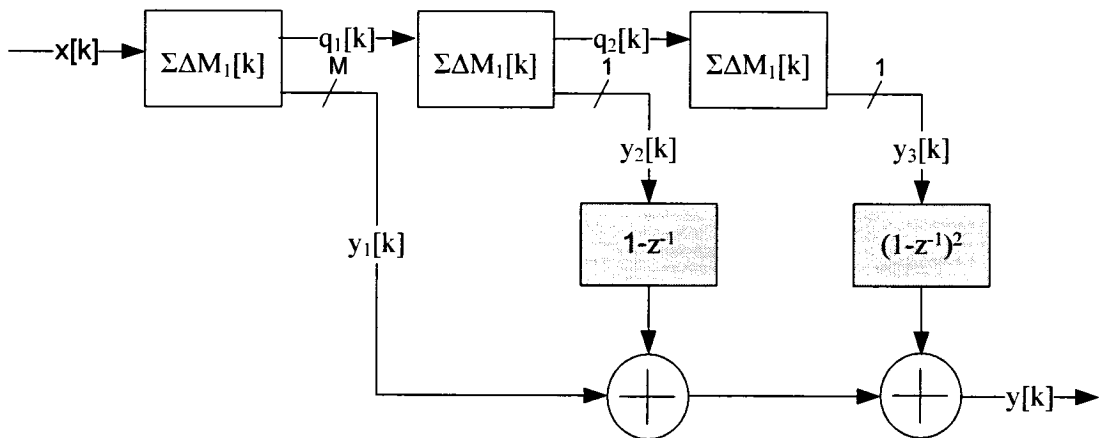 x[k]
ΣΔM₁[k]
q₁[k]
M
ΣΔM₁[k]
q₂[k]
1
ΣΔM₁[k]
1
y₂[k]
y₃[k]
y₁[k]
1-z⁻¹
(1-z⁻¹)²
y[k]